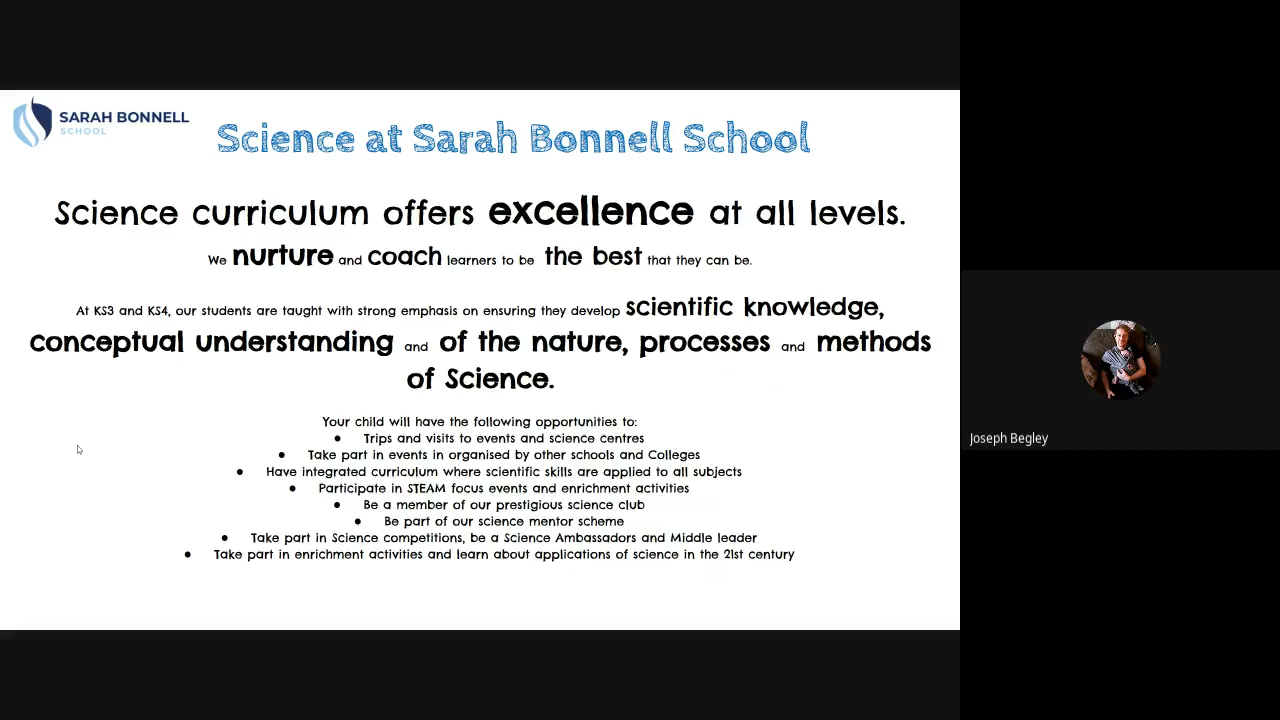 SARAH BONNELL
SCHOOL
Science at Sarah Bonnell School
Science curriculum offers excellence at all levels.
We nurture and coach learners to be the best that they can be.
At KS3 and KS4, our students are taught with strong emphasis on ensuring they develop scientific knowledge,
conceptual understanding and of the nature, processes and methods
of Science.
Your child will have the following opportunities to:
● Trips and visits to events and science centres
● Take part in events in organised by other schools and Colleges
● Have integrated curriculum where scientific skills are applied to all subjects
● Participate in STEAM focus events and enrichment activities
● Be a member of our prestigious science club
● Be part of our science mentor scheme
● Take part in Science competitions, be a Science Ambassadors and Middle leader
● Take part in enrichment activities and learn about applications of science in the 21st century
Joseph Begley